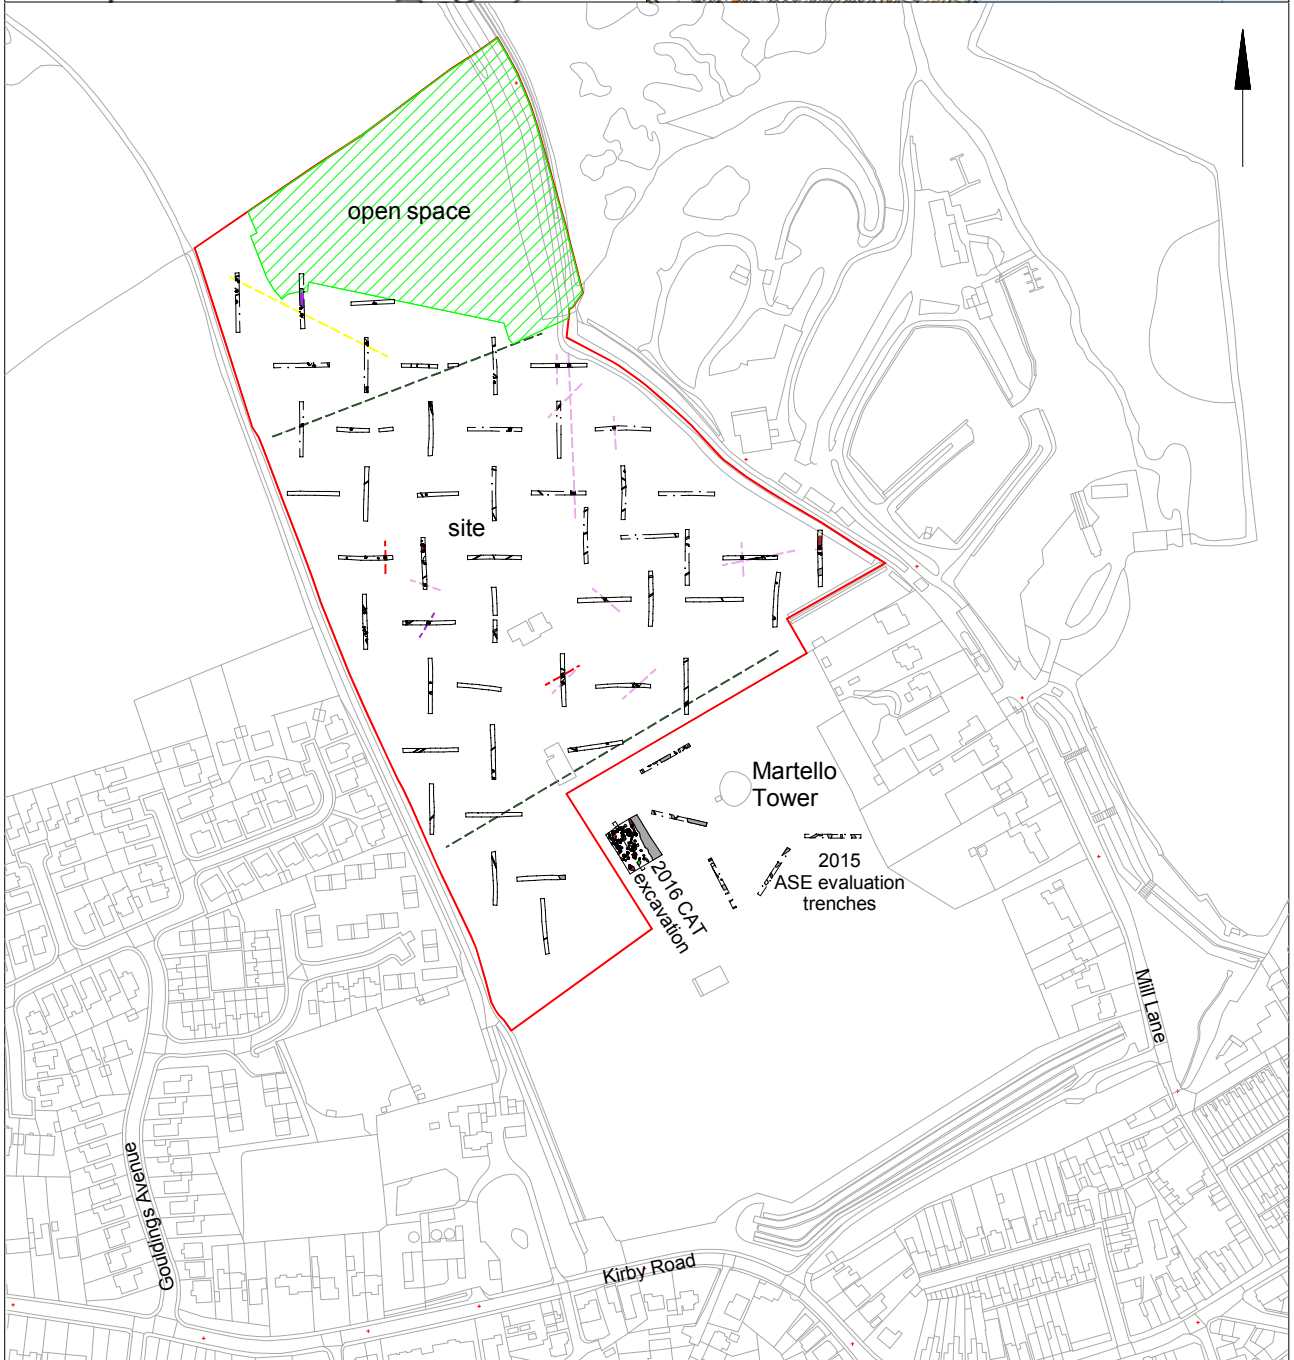 open space
site
Martello
Tower
2015
ASE evaluation
trenches
2016 CAT
excavation
Mill Lane
Gouldings Avenue
Kirby Road